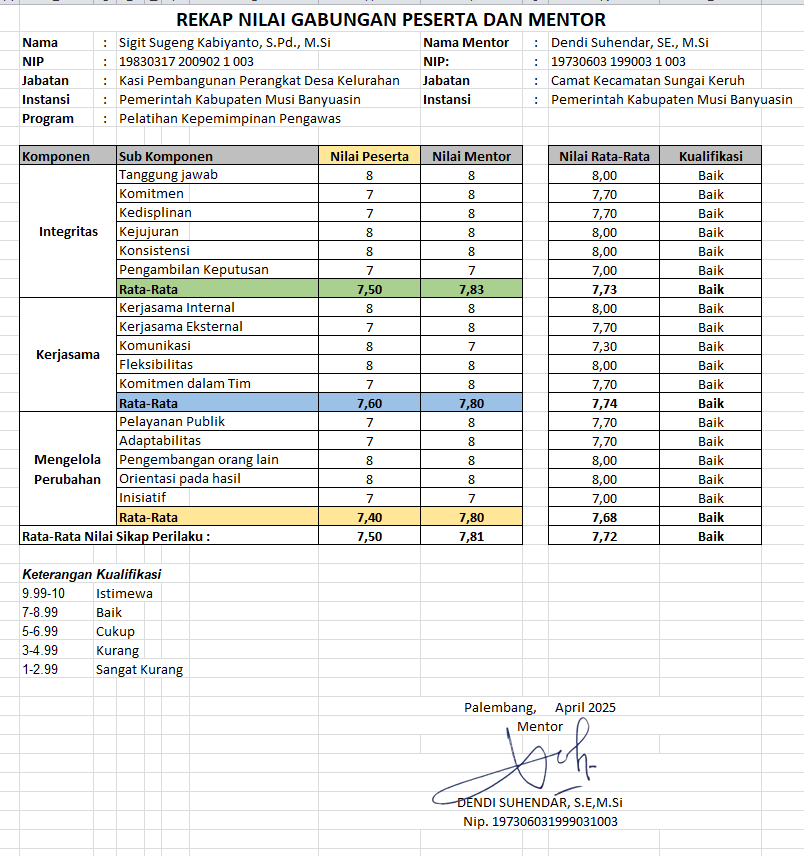 REKAP NILAI GABUNGAN PESERTA DAN MENTOR
Nama : Sigit Sugeng Kabiyanto, S.Pd., M.Si Nama Mentor : Dendi Suhendar, SE., M.Si
NIP : 19830317 200902 1 003 NIP: : 19730603 199003 1 003
Jabatan : Kasi Pembangunan Perangkat Desa Kelurahan Jabatan : Camat Kecamatan Sungai Keruh
Instansi : Pemerintah Kabupaten Musi Banyuasin Instansi : Pemerintah Kabupaten Musi Banyuasin
Program : Pelatihan Kepemimpinan Pengawas
Komponen Sub Komponen Nilai Peserta Nilai Mentor Nilai Rata-Rata Kualifikasi
Tanggung jawab 8 8 8,00 Baik
Komitmen 7 8 7,70 Baik
Kedisplinan 7 8 7,70 Baik
Integritas Kejujuran 8 8 8,00 Baik
Konsistensi 8 8 8,00 Baik
Pengambilan Keputusan 7 7 7,00 Baik
Rata-Rata 7,50 7,83 7,73 Baik
Kerjasama Internal 8 8 8,00 Baik
Kerjasama Eksternal 7 8 7,70 Baik
Kerjasama Komunikasi 8 7 7,30 Baik
Fleksibilitas 8 8 8,00 Baik
Komitmen dalam Tim 7 8 7,70 Baik
Rata-Rata 7,60 7,80 7,74 Baik
Pelayanan Publik 7 8 7,70 Baik
Adaptabilitas 7 8 7,70 Baik
Mengelola Pengembangan orang lain 8 8 8,00 Baik
Perubahan Orientasi pada hasil 8 8 8,00 Baik
Inisiatif 7 7 7,00 Baik
Rata-Rata 7,40 7,80 7,68 Baik
Rata-Rata Nilai Sikap Perilaku : 7,50 7,81 7,72 Baik
Keterangan Kualifikasi
9.99-10 Istimewa
7-8.99 Baik
5-6.99 Cukup
3-4.99 Kurang
1-2.99 Sangat Kurang
Palembang, April 2025
Mentor
DENDI SUHENDAR, S.E,M.Si
Nip. 197306031999031003